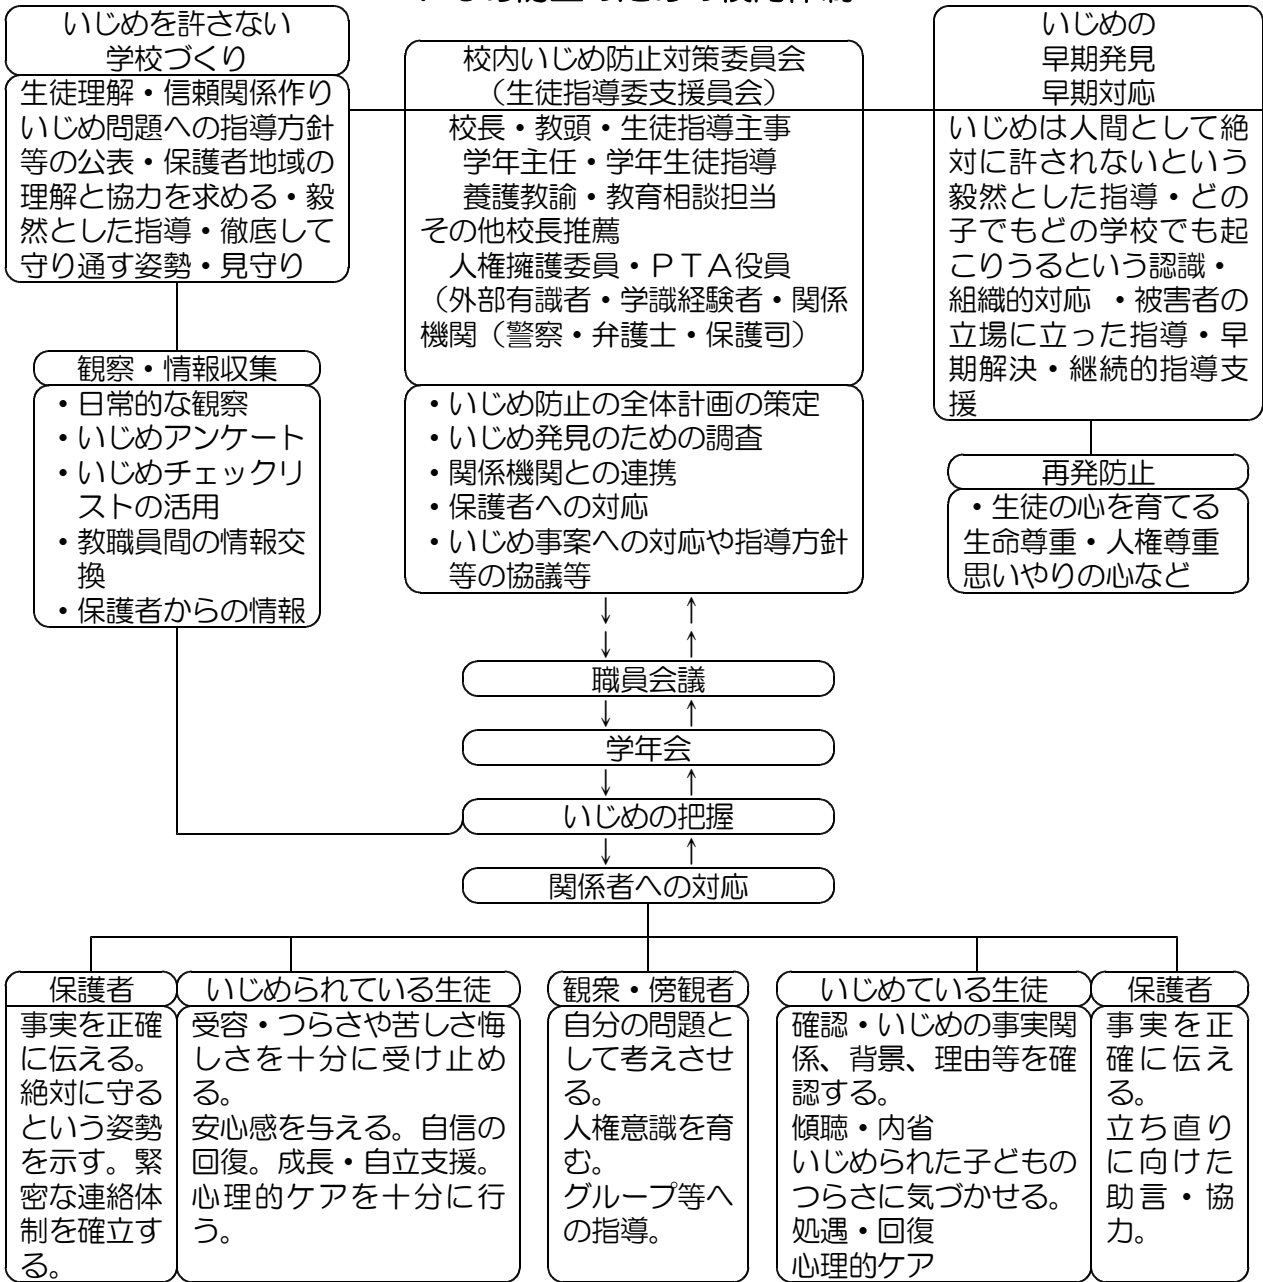 いじめを許さない
学校づくり
生徒理解・信頼関係作り
いじめ問題への指導方針
等の公表・保護者地域の
理解と協力を求める・毅
然とした指導・徹底して
守り通す姿勢・見守り
校内いじめ防止対策委員会
（生徒指導委支援員会）
校長・教頭・生徒指導主事
学年主任・学年生徒指導
養護教諭・教育相談担当
その他校長推薦
人権擁護委員・ＰＴＡ役員
（外部有識者・学識経験者・関係
機関（警察・弁護士・保護司）
いじめの
早期発見
早期対応
いじめは人間として絶
対に許されないという
毅然とした指導・どの
子でもどの学校でも起
こりうるという認識・
組織的対応 ・被害者の
立場に立った指導・早
期解決・継続的指導支
援
観察・情報収集
・日常的な観察
・いじめアンケート
・いじめチェックリ
ストの活用
・教職員間の情報交
換
・保護者からの情報
・いじめ防止の全体計画の策定
・いじめ発見のための調査
・関係機関との連携
・保護者への対応
・いじめ事案への対応や指導方針
等の協議等
再発防止
・生徒の心を育てる
生命尊重・人権尊重
思いやりの心など
↓ ↑
↓ ↑
職員会議
↓ ↑
学年会
↓ ↑
いじめの把握
↓ ↑
関係者への対応
保護者
事実を正確
に伝える。
絶対に守る
という姿勢
を示す。緊
密な連絡体
制を確立す
る。
いじめられている生徒
受容・つらさや苦しさ悔
しさを十分に受け止め
る。
安心感を与える。自信の
回復。成長・自立支援。
心理的ケアを十分に行
う。
観衆・傍観者
自分の問題と
して考えさせ
る。
人権意識を育
む。
グループ等へ
の指導。
いじめている生徒
確認・いじめの事実関
係、背景、理由等を確
認する。
傾聴・内省
いじめられた子どもの
つらさに気づかせる。
処遇・回復
心理的ケア
保護者
事実を正
確に伝え
る。
立ち直り
に向けた
助言・協
力。